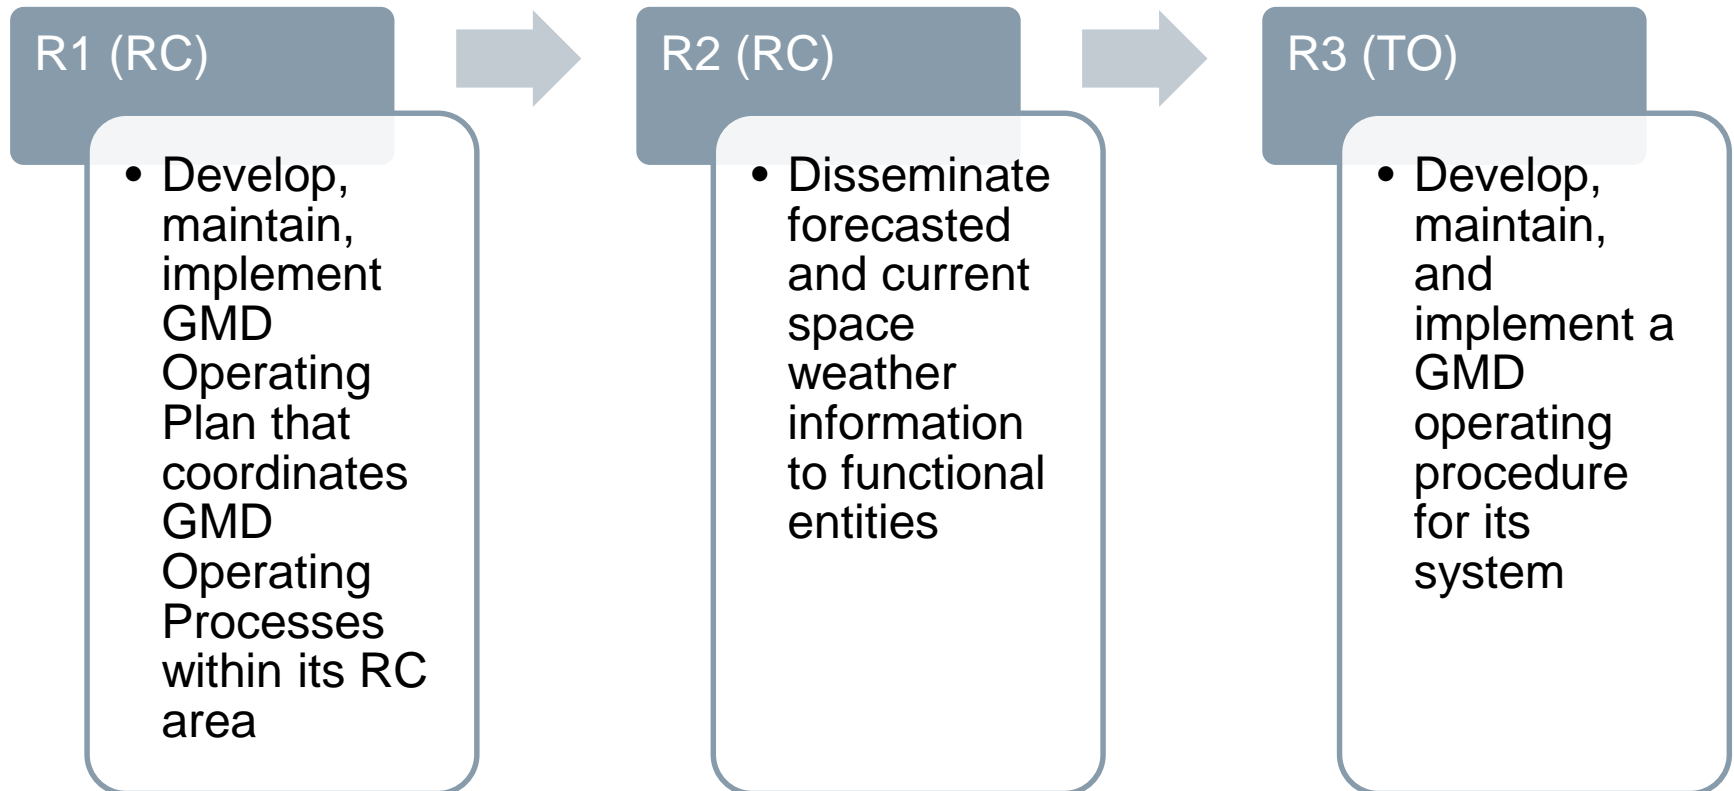 R1 (RC)
• Develop,
maintain,
implement
GMD
Operating
Plan that
coordinates
GMD
Operating
Processes
within its RC
area
R2 (RC)
• Disseminate
forecasted
and current
space
weather
information
to functional
entities
R3 (TO)
• Develop,
maintain,
and
implement a
GMD
operating
procedure
for its
system